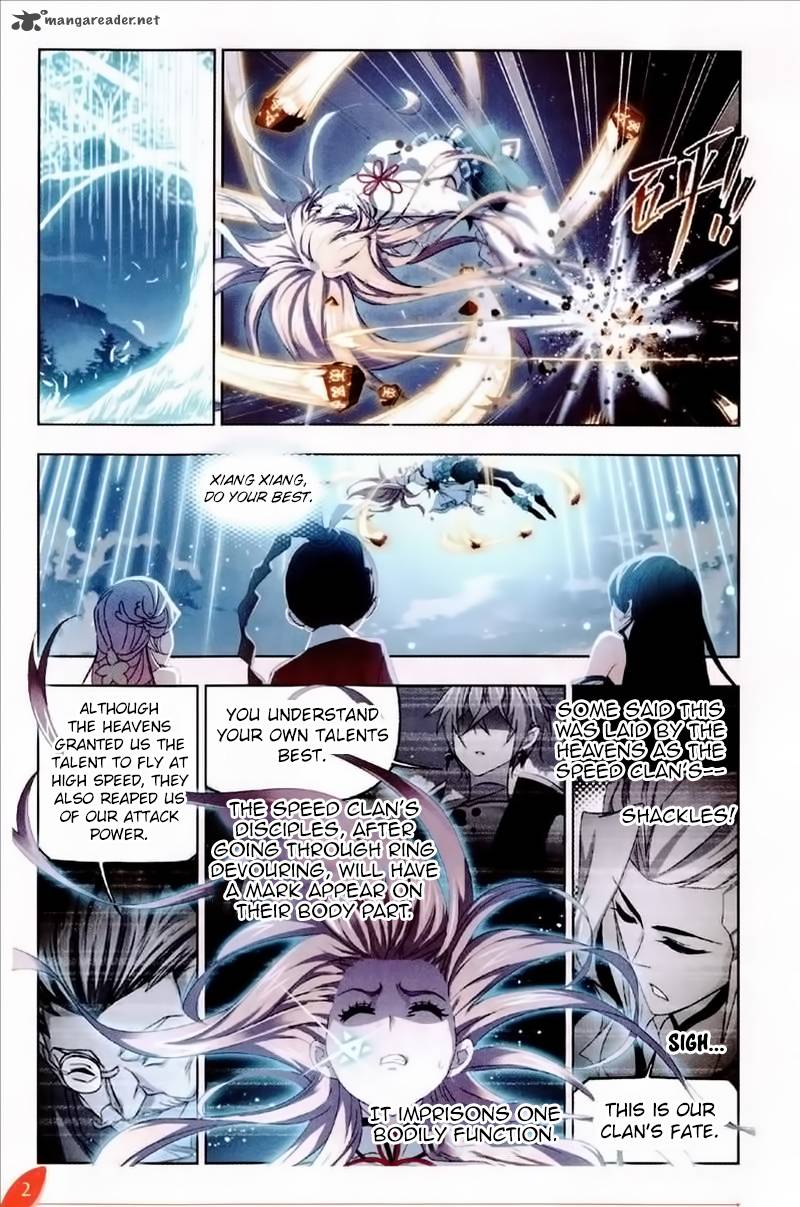 mangareader.net
砰!!
XIANG XIANG,
DO YOUR BEST.
ALTHOUGH
THE HEAVENS
GRANTED US THE
TALENT TO FLY AT
HIGH SPEED, THEY
ALSO REAPED US
OF OUR ATTACK
POWER.
YOU UNDERSTAND
YOUR OWN TALENTS
BEST.
THE SPEED CLAN'S
DISCIPLES, AFTER
GOING THROUGH RING
DEVOURING, WILL HAVE
A MARK APPEAR ON
THEIR BODY PART.
SOME SAID THIS
WAS LAID BY THE
HEAVENS AS THE
SPEED CLAN'S--
SHACKLES!
SIGH...
IT IMPRISONS ONE
BODILY FUNCTION.
THIS IS OUR
CLAN'S FATE.
2